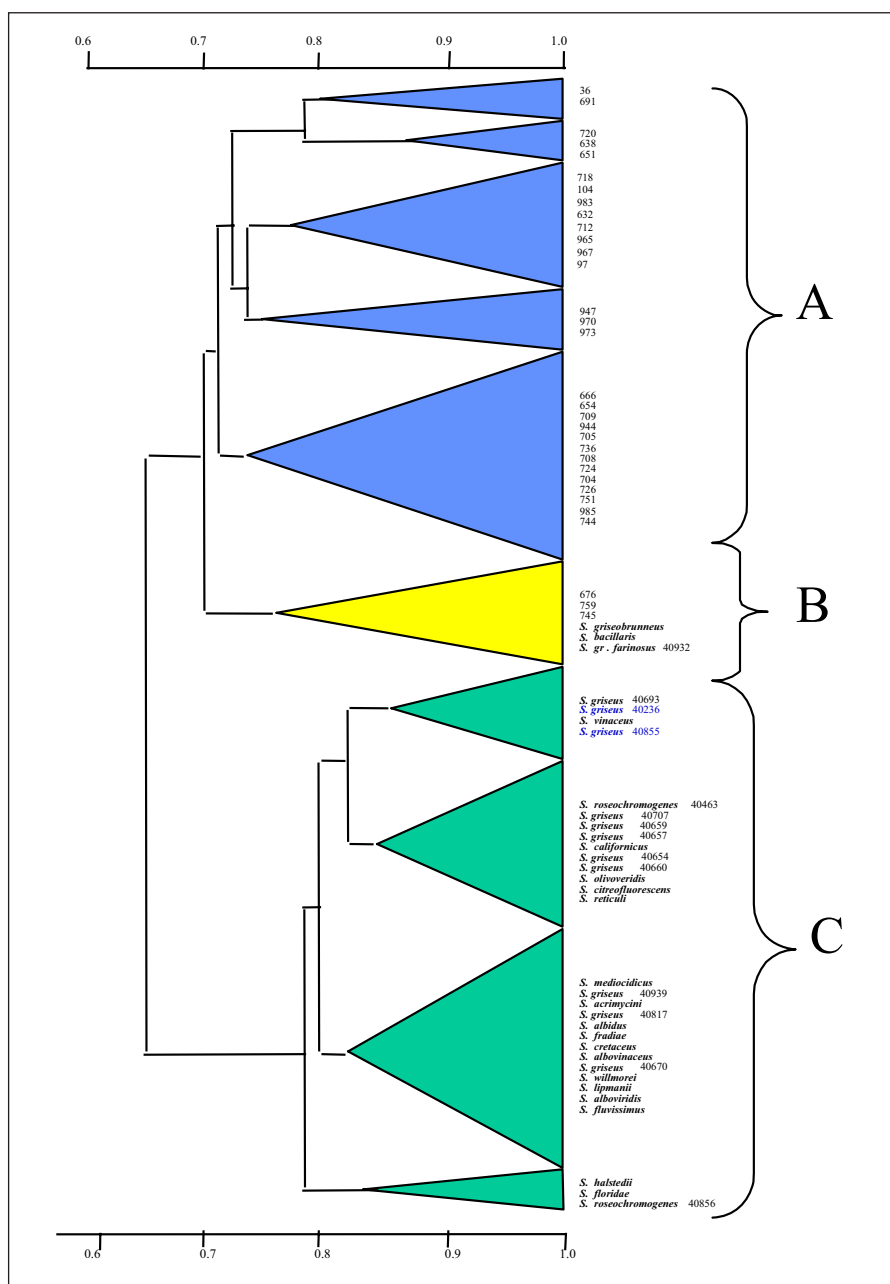 0.6 0.7 0.8 0.9 1.0
36
691
720
638
651
718
104
983
632
712
965
967
97
947
970
973
A
666
654
709
944
705
736
708
724
704
726
751
985
744
676
759
745
S. griseobrunneus
S. bacillaris
S. gr . farinosus 40932
B
S. griseus 40693
S. griseus 40236
S. vinaceus
S. griseus 40855
S. roseochromogenes 40463
S. griseus 40707
S. griseus 40659
S. griseus 40657
S. californicus
S. griseus 40654
S. griseus 40660
S. olivoveridis
S. citreofluorescens
S. reticuli
C
S. mediocidicus
S. griseus 40939
S. acrimycini
S. griseus 40817
S. albidus
S. fradiae
S. cretaceus
S. albovinaceus
S. griseus 40670
S. willmorei
S. lipmanii
S. alboviridis
S. fluvissimus
S. halstedii
S. floridae
S. roseochromogenes 40856
0.6 0.7 0.8 0.9 1.0